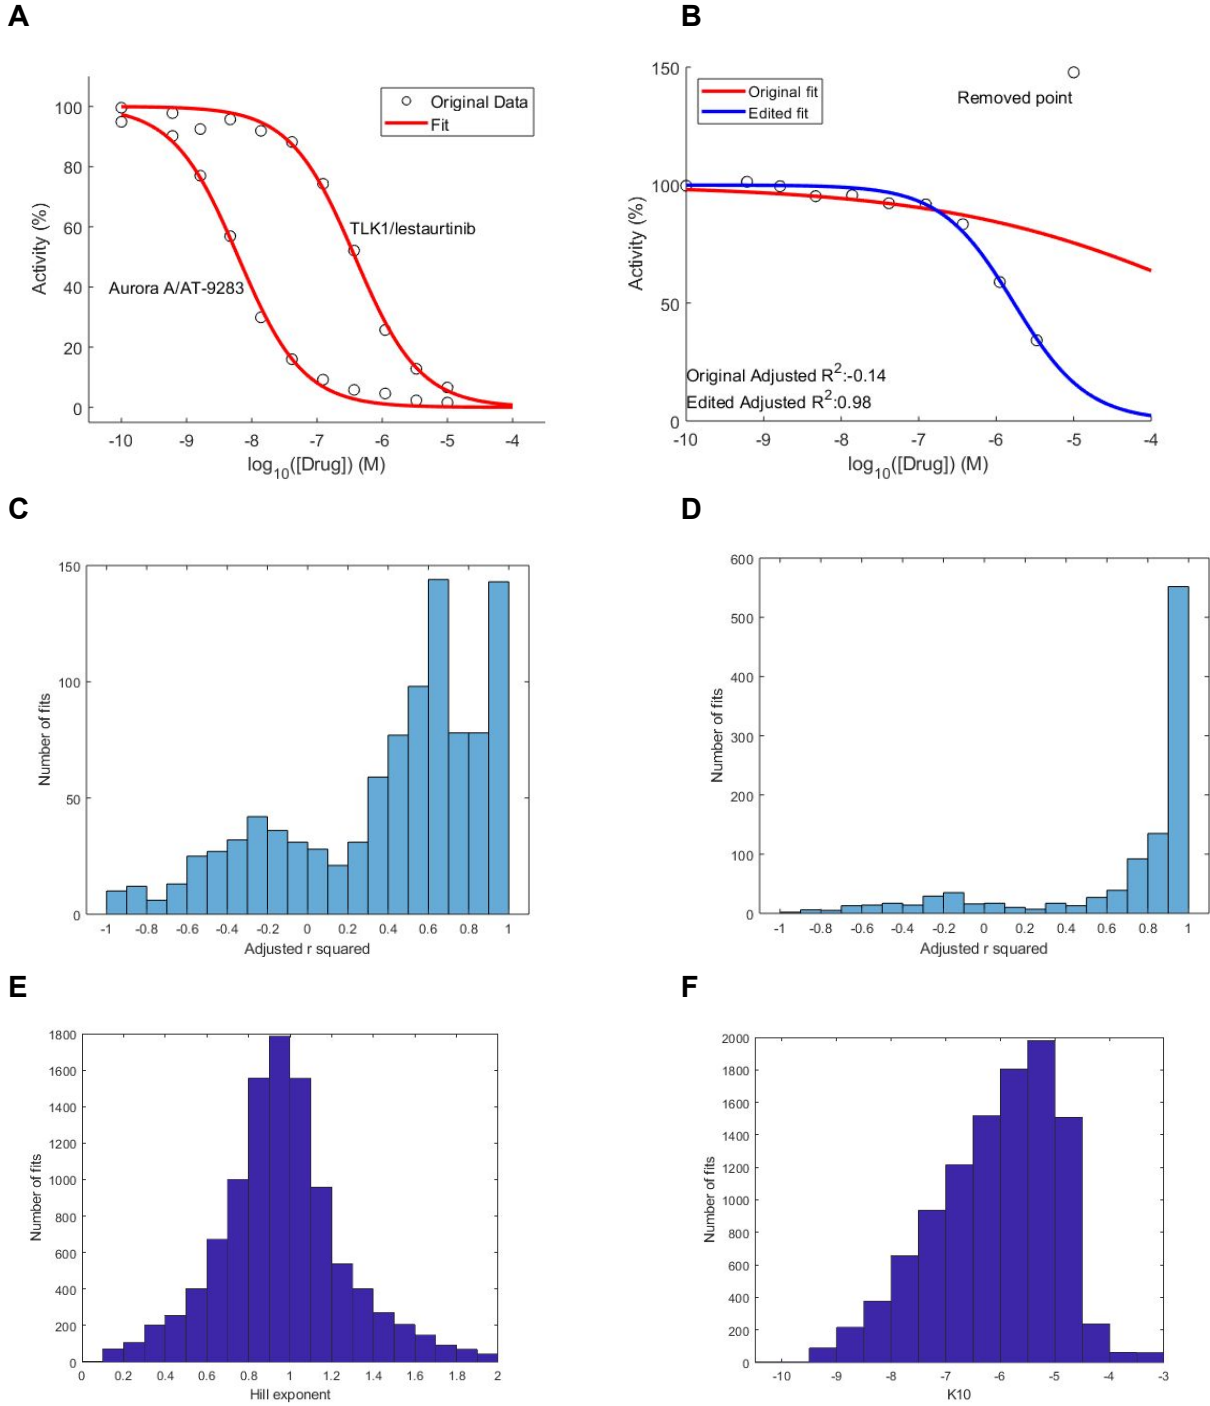 A
100
80
60
40
20
0
Activity (%)
Original Data
Fit
TLK1/lestaurtinib
Aurora A/AT-9283
-10 -9 -8 -7 -6 -5 -4
log10([Drug]) (M)
B
150
100
50
0
Activity (%)
Original fit
Edited fit
Removed point
Original Adjusted R2:-0.14
Edited Adjusted R2:0.98
-10 -9 -8 -7 -6 -5 -4
log10([Drug]) (M)
C
150
100
50
0
Number of fits
-1 -0.8 -0.6 -0.4 -0.2 0 0.2 0.4 0.6 0.8 1
Adjusted r squared
D
600
500
400
300
200
100
0
Number of fits
-1 -0.8 -0.6 -0.4 -0.2 0 0.2 0.4 0.6 0.8 1
Adjusted r squared
E
1800
1600
1400
1200
1000
800
600
400
200
0
Number of fits
0 0.2 0.4 0.6 0.8 1 1.2 1.4 1.6 1.8 2
Hill exponent
F
2000
1800
1600
1400
1200
1000
800
600
400
200
0
Number of fits
-10 -9 -8 -7 -6 -5 -4 -3
K10